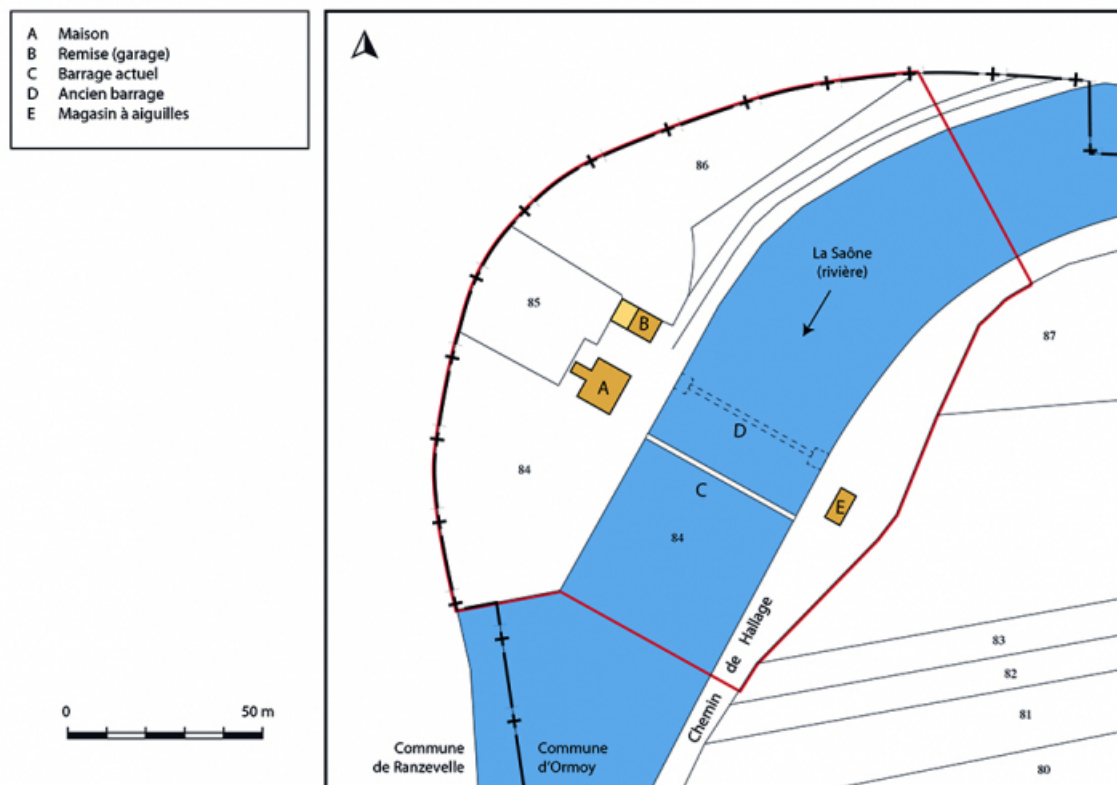 A Maison
B Remise (garage)
C Barrage actuel
D Ancien barrage
E Magasin à aiguilles
86
La Saône
(rivière)
85
B
87
A
D
84
C
E
84
Chemin de Hallage
83
82
81
80
0 50 m
Commune
de Ranzevelle
Commune
d'Ormoy